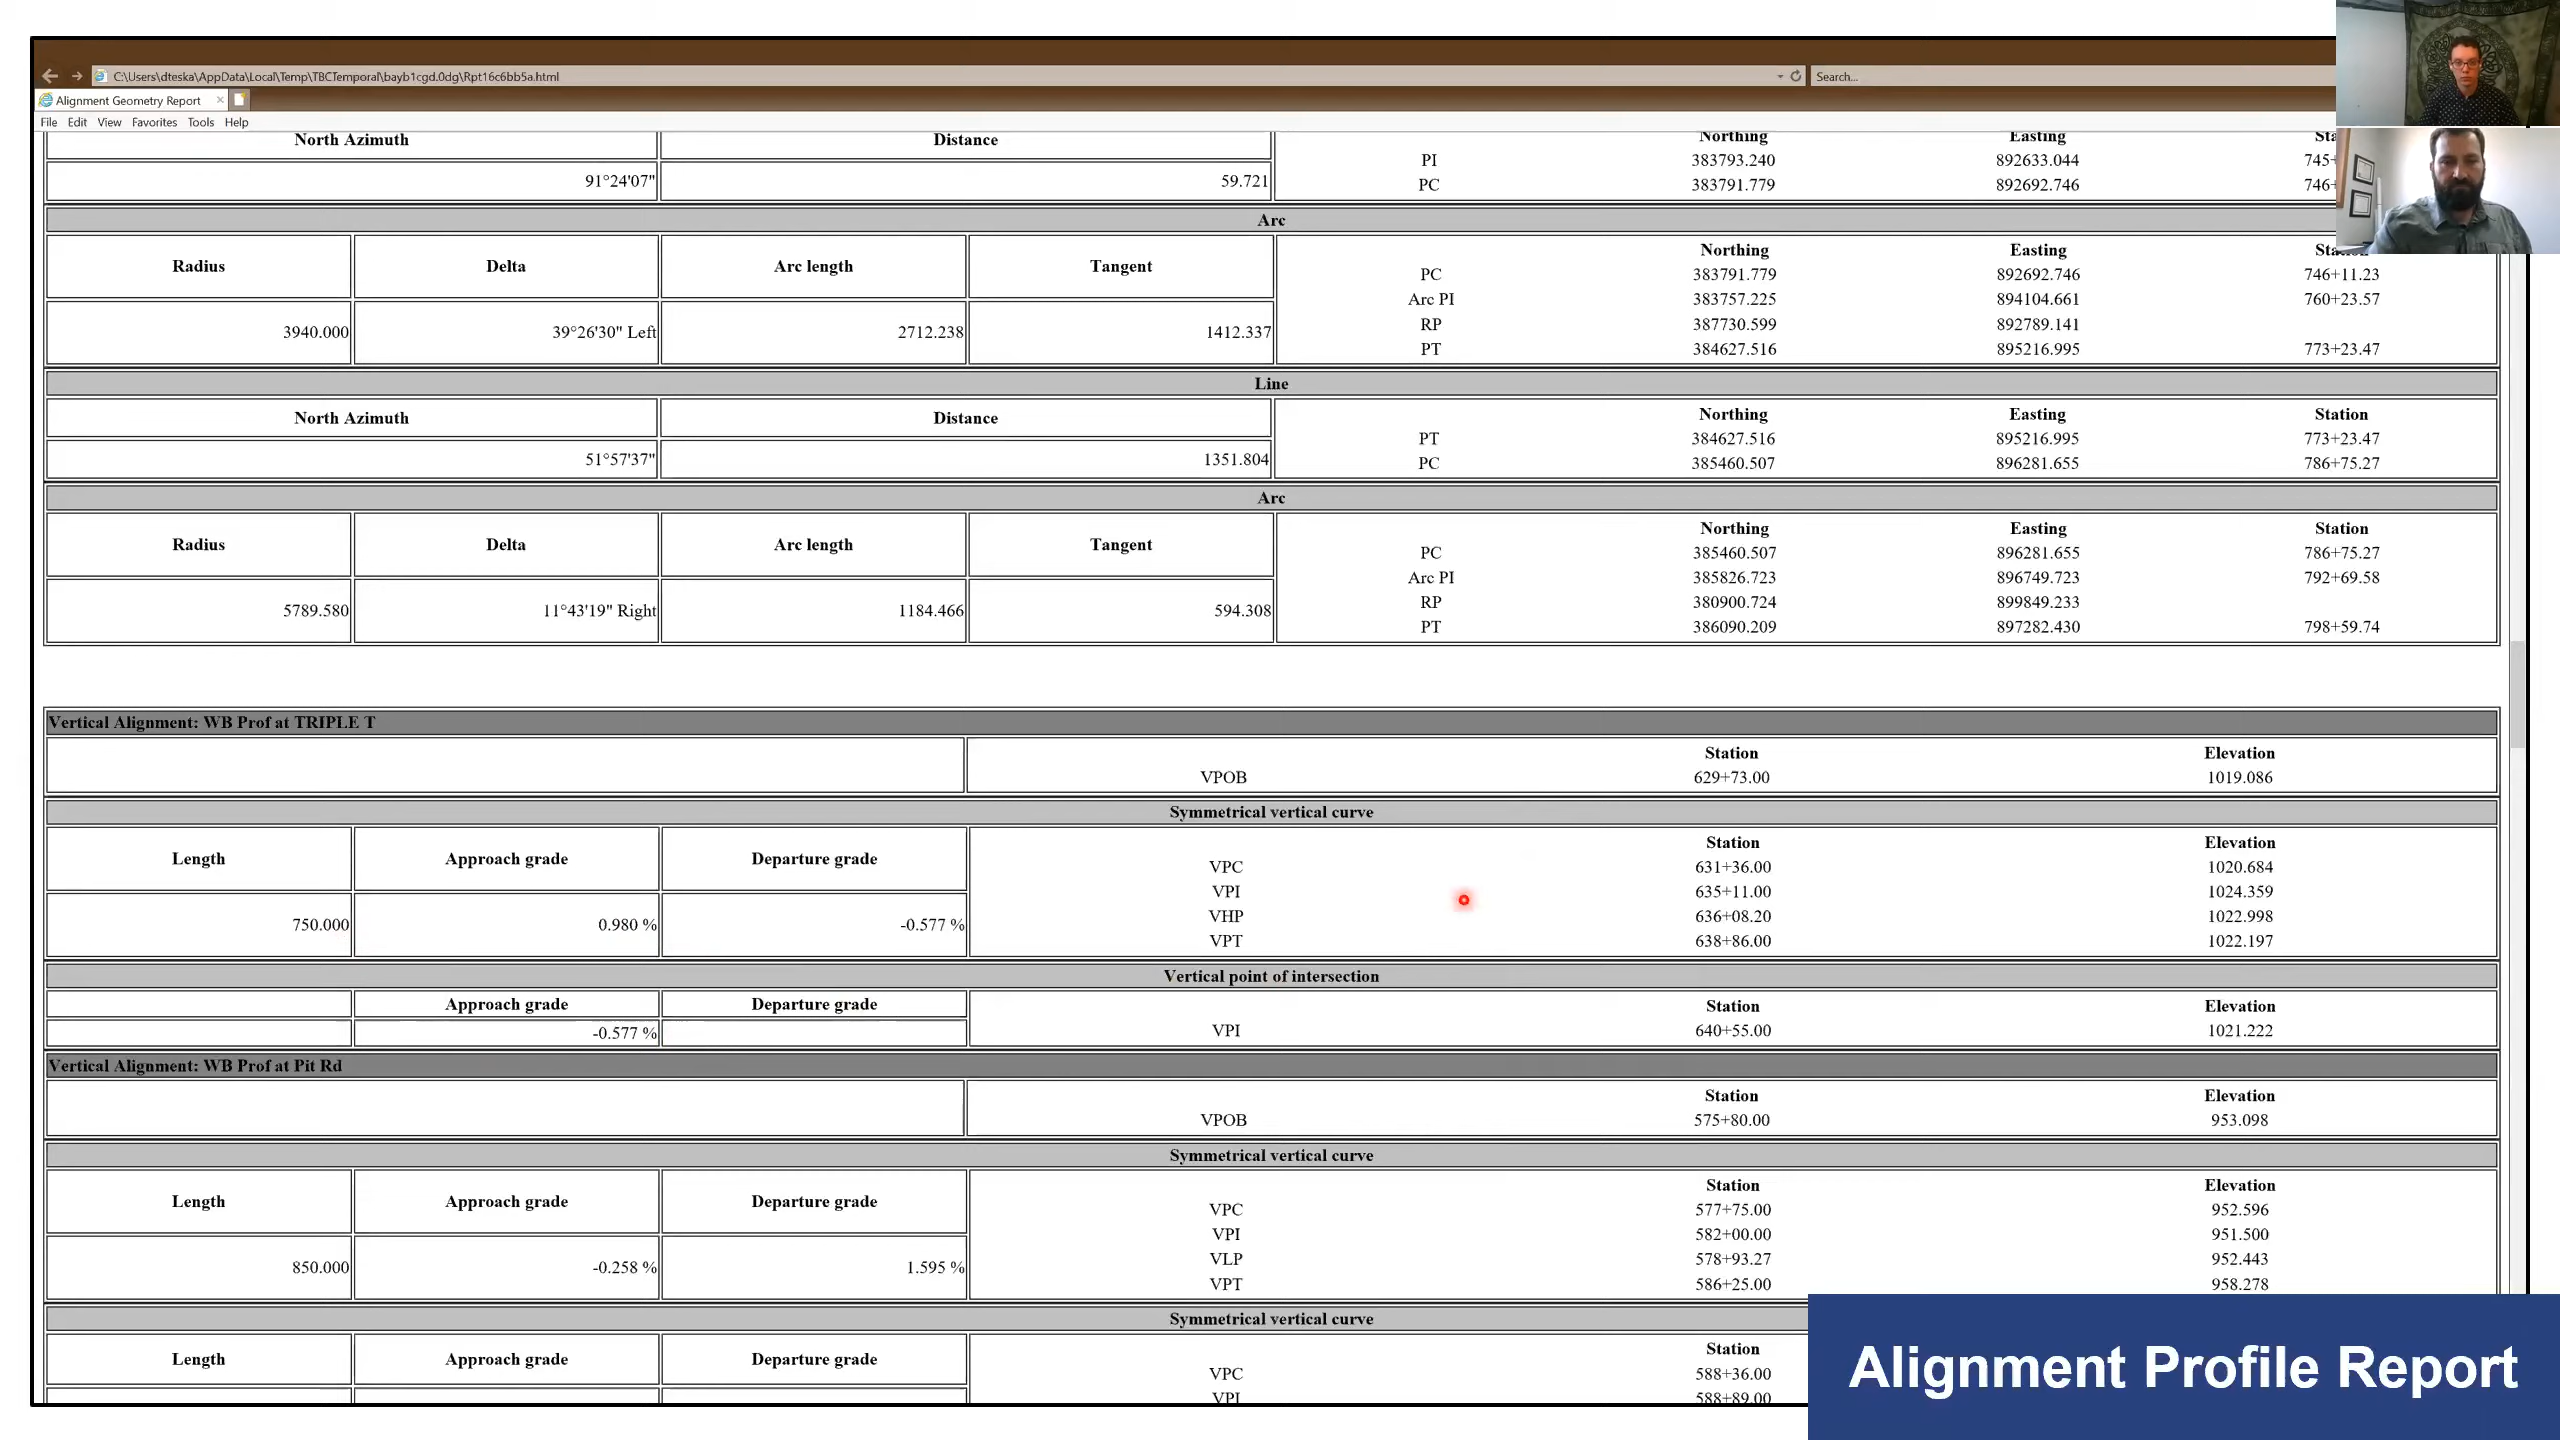 C:\Users\dteska\AppData\Local\Temp\TBCTemporal\bayb1cgd.0dg\Rpt16c6bb5a.html
Search...
Alignment Geometry Report
File Edit View Favorites Tools Help
North Azimuth Distance Northing Easting Sta
PI 383793.240 892633.044 745+
91°24'07" 59.721
PC 383791.779 892692.746 746+
Arc
Radius Delta Arc length Tangent Northing Easting
PC 383791.779 892692.746 746+11.23
Arc PI 383757.225 894104.661 760+23.57
3940.000 39°26'30" Left 2712.238 1412.337
RP 387730.599 892789.141
PT 384627.516 895216.995 773+23.47
Line
North Azimuth Distance Northing Easting Station
PT 384627.516 895216.995 773+23.47
51°57'37" 1351.804
PC 385460.507 896281.655 786+75.27
Arc
Radius Delta Arc length Tangent Northing Easting Station
PC 385460.507 896281.655 786+75.27
Arc PI 385826.723 896749.723 792+69.58
5789.580 11°43'19" Right 1184.466 594.308
RP 380900.724 899849.233
PT 386090.209 897282.430 798+59.74
Vertical Alignment: WB Prof at TRIPLE T
Station Elevation
VPOB 629+73.00 1019.086
Symmetrical vertical curve
Length Approach grade Departure grade Station Elevation
VPC 631+36.00 1020.684
VPI 635+11.00 1024.359
750.000 0.980 % -0.577 %
VHP 636+08.20 1022.998
VPT 638+86.00 1022.197
Vertical point of intersection
Approach grade Departure grade Station Elevation
-0.577 % VPI 640+55.00 1021.222
Vertical Alignment: WB Prof at Pit Rd
Station Elevation
VPOB 575+80.00 953.098
Symmetrical vertical curve
Length Approach grade Departure grade Station Elevation
VPC 577+75.00 952.596
VPI 582+00.00 951.500
850.000 -0.258 % 1.595 %
VLP 578+93.27 952.443
VPT 586+25.00 958.278
Symmetrical vertical curve
Length Approach grade Departure grade Station
VPC 588+36.00
VPI 588+89.00
Alignment Profile Report